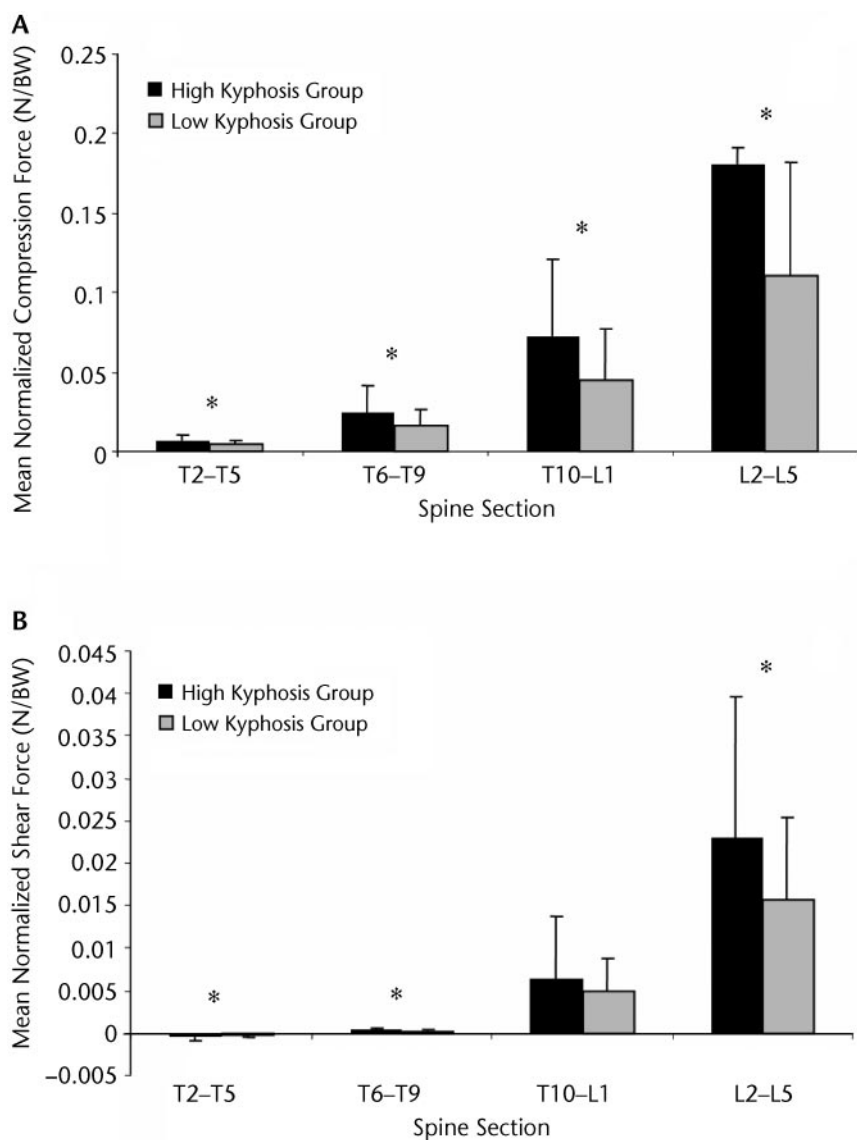 A
Mean Normalized Compression Force (N/BW)
0.25
0.2
0.15
0.1
0.05
0
High Kyphosis Group
Low Kyphosis Group
*
*
*
*
T2–T5
T6–T9
T10–L1
L2–L5
Spine Section
B
Mean Normalized Shear Force (N/BW)
0.045
0.04
0.035
0.03
0.025
0.02
0.015
0.01
0.005
0
–0.005
High Kyphosis Group
Low Kyphosis Group
*
*
*
T2–T5
T6–T9
T10–L1
L2–L5
Spine Section